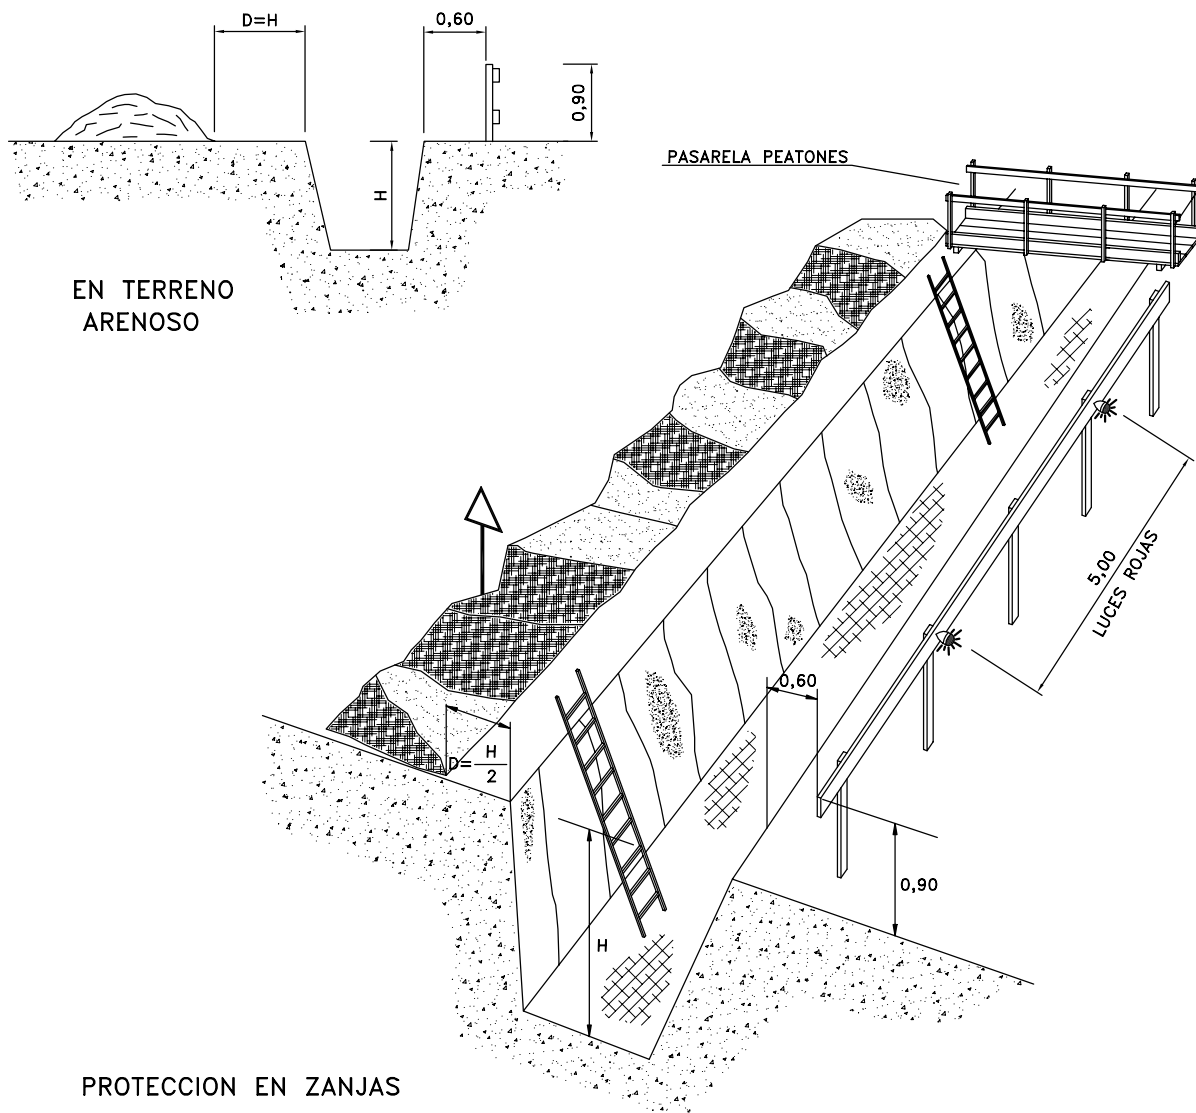 D=H
0,60
0,90
H
EN TERRENO
ARENOSO
PASARELA PEATONES
5,00
LUCES ROJAS
0,60
D=H/2
0,90
H
PROTECCION EN ZANJAS